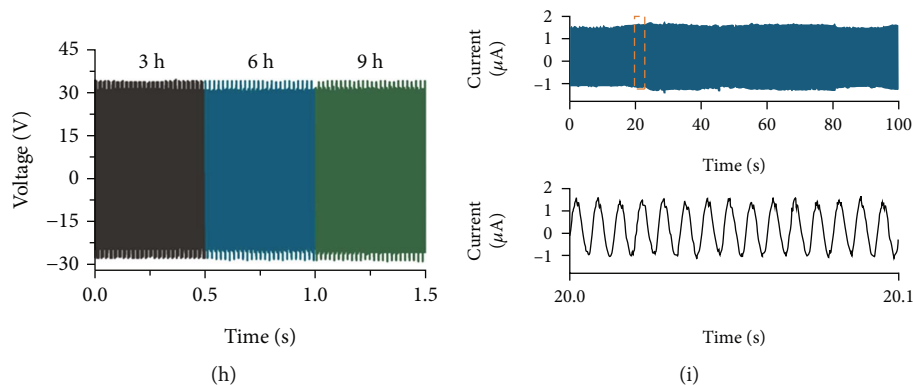 3 h 6 h 9 h
45
30
15
0
−15
−30
Voltage (V)
0.0 0.5 1.0 1.5
Time (s)
(h)
2
1
0
−1
Current
(μA)
0 20 40 60 80 100
Time (s)
2
1
0
−1
Current
(μA)
20.0 20.1
Time (s)
(i)